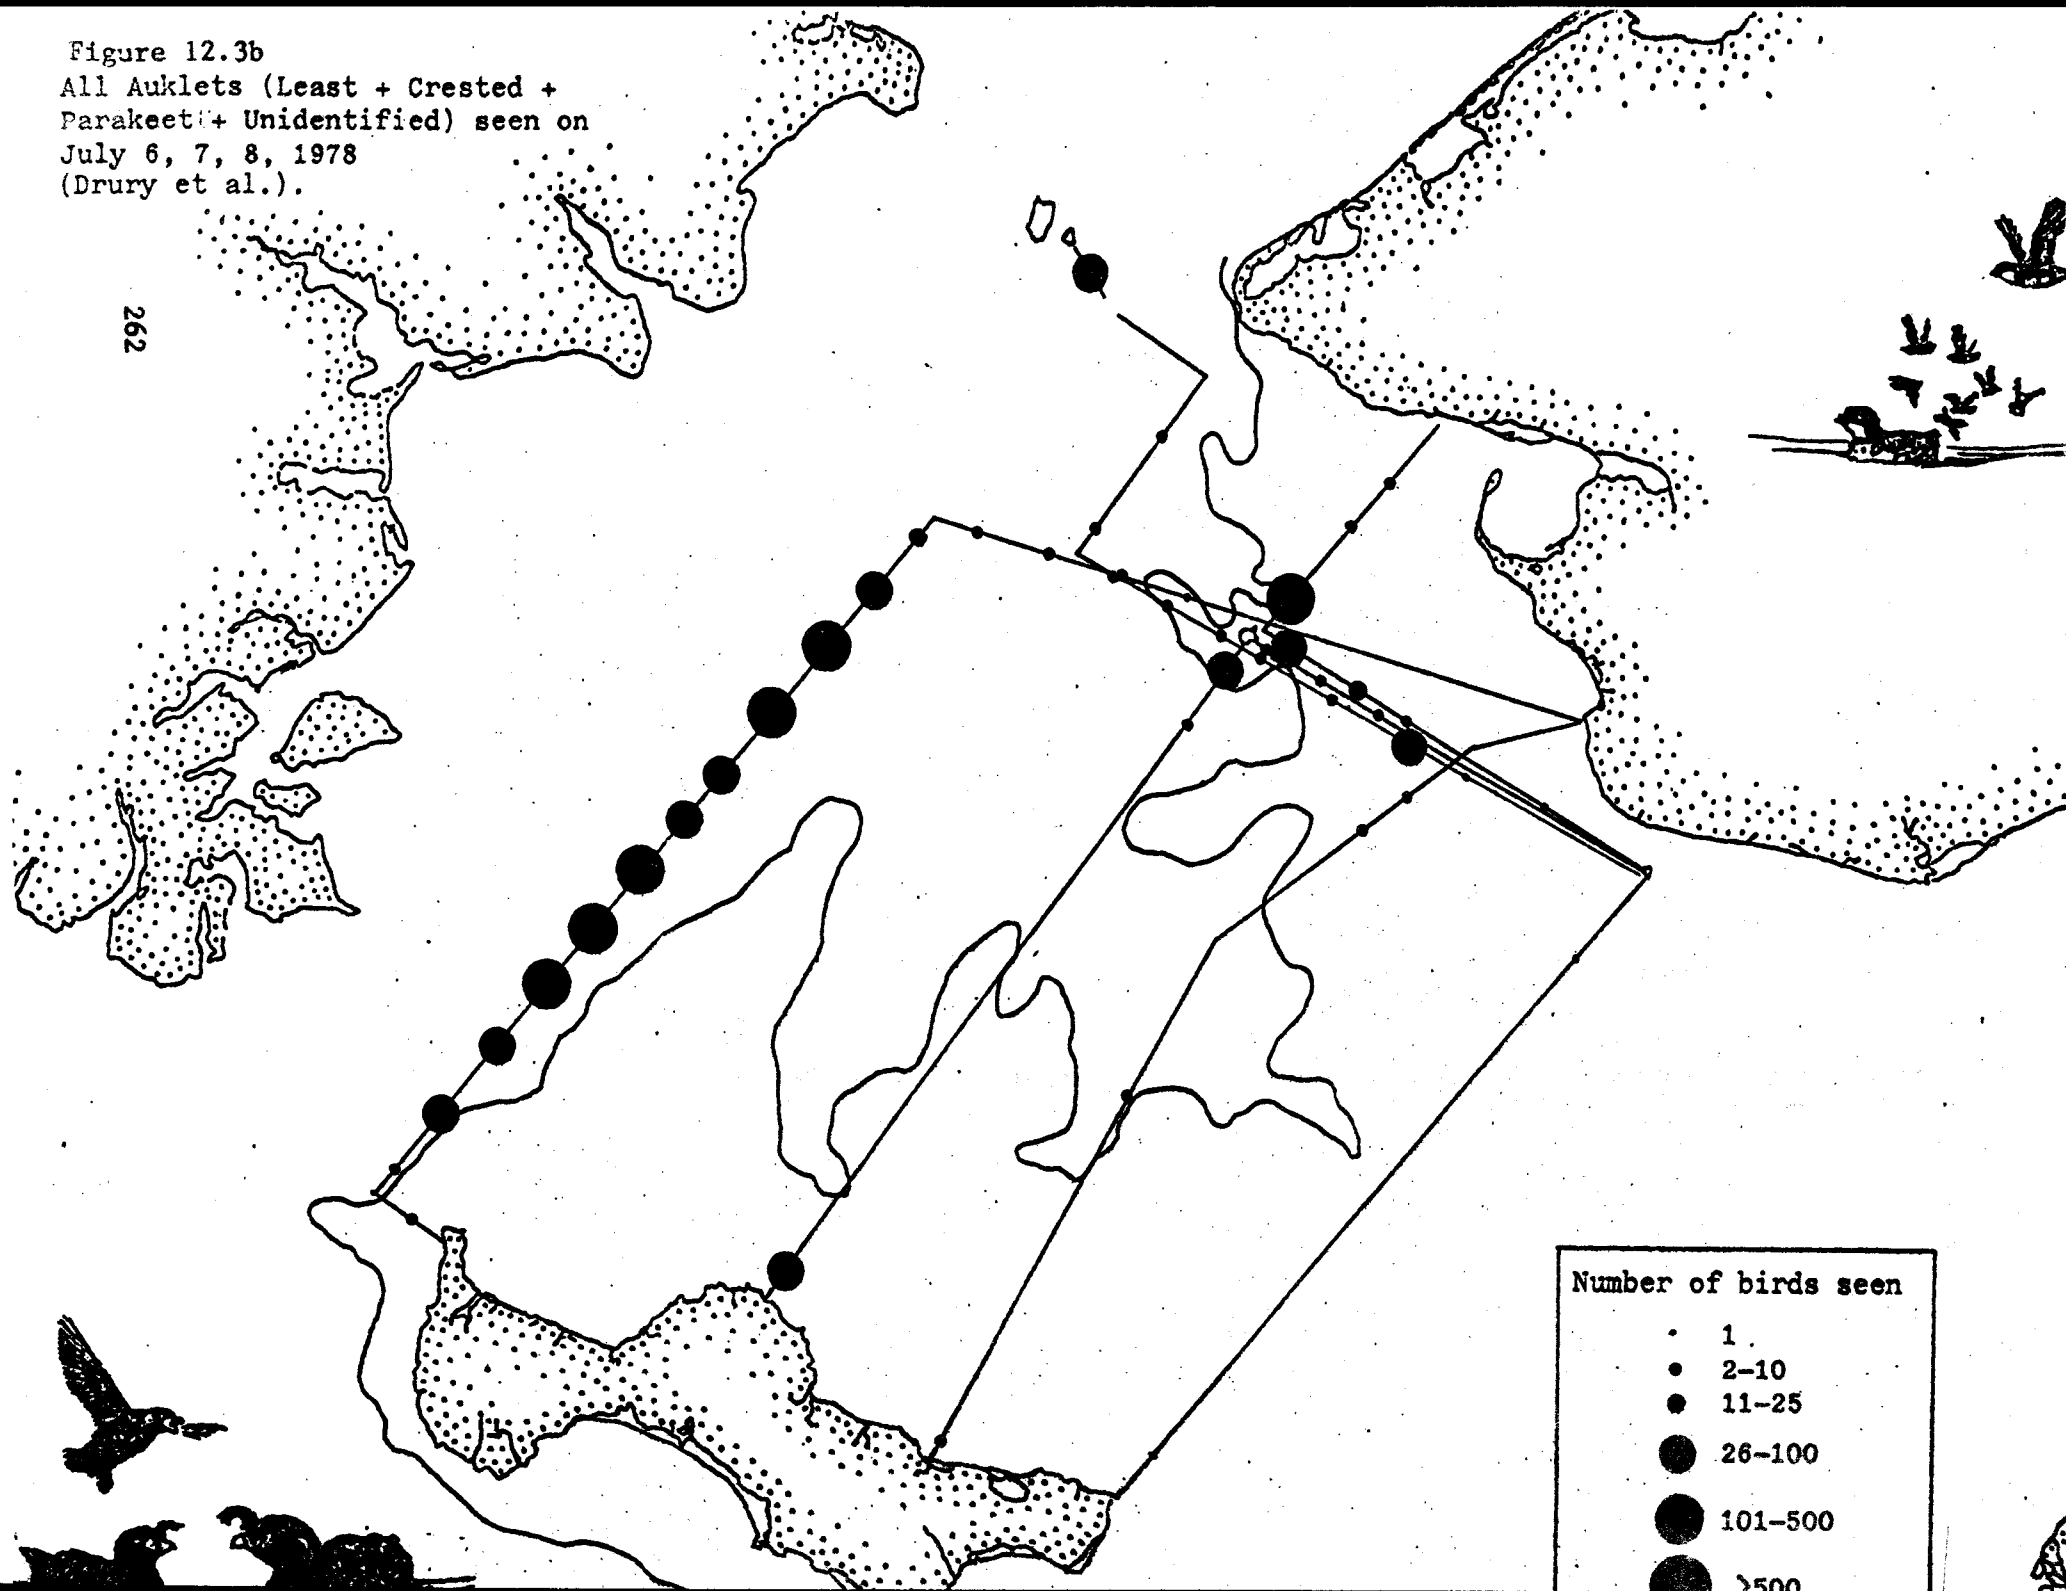 Figure 12.3b
All Auklets (Least + Crested +
Parakeet + Unidentified) seen on
July 6, 7, 8, 1978
(Drury et al.).
262
Number of birds seen
1
2-10
11-25
26-100
101-500
>500